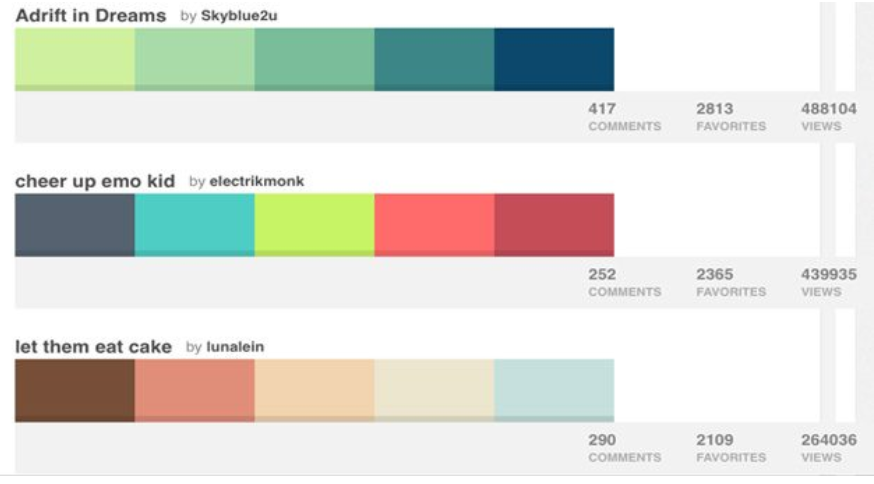 Adrift in Dreams by Skyblue2u
417 2813 488104
COMMENTS FAVORITES VIEWS
cheer up emo kid by electrikmonk
252 2365 439935
COMMENTS FAVORITES VIEWS
let them eat cake by lunalein
290 2109 264036
COMMENTS FAVORITES VIEWS